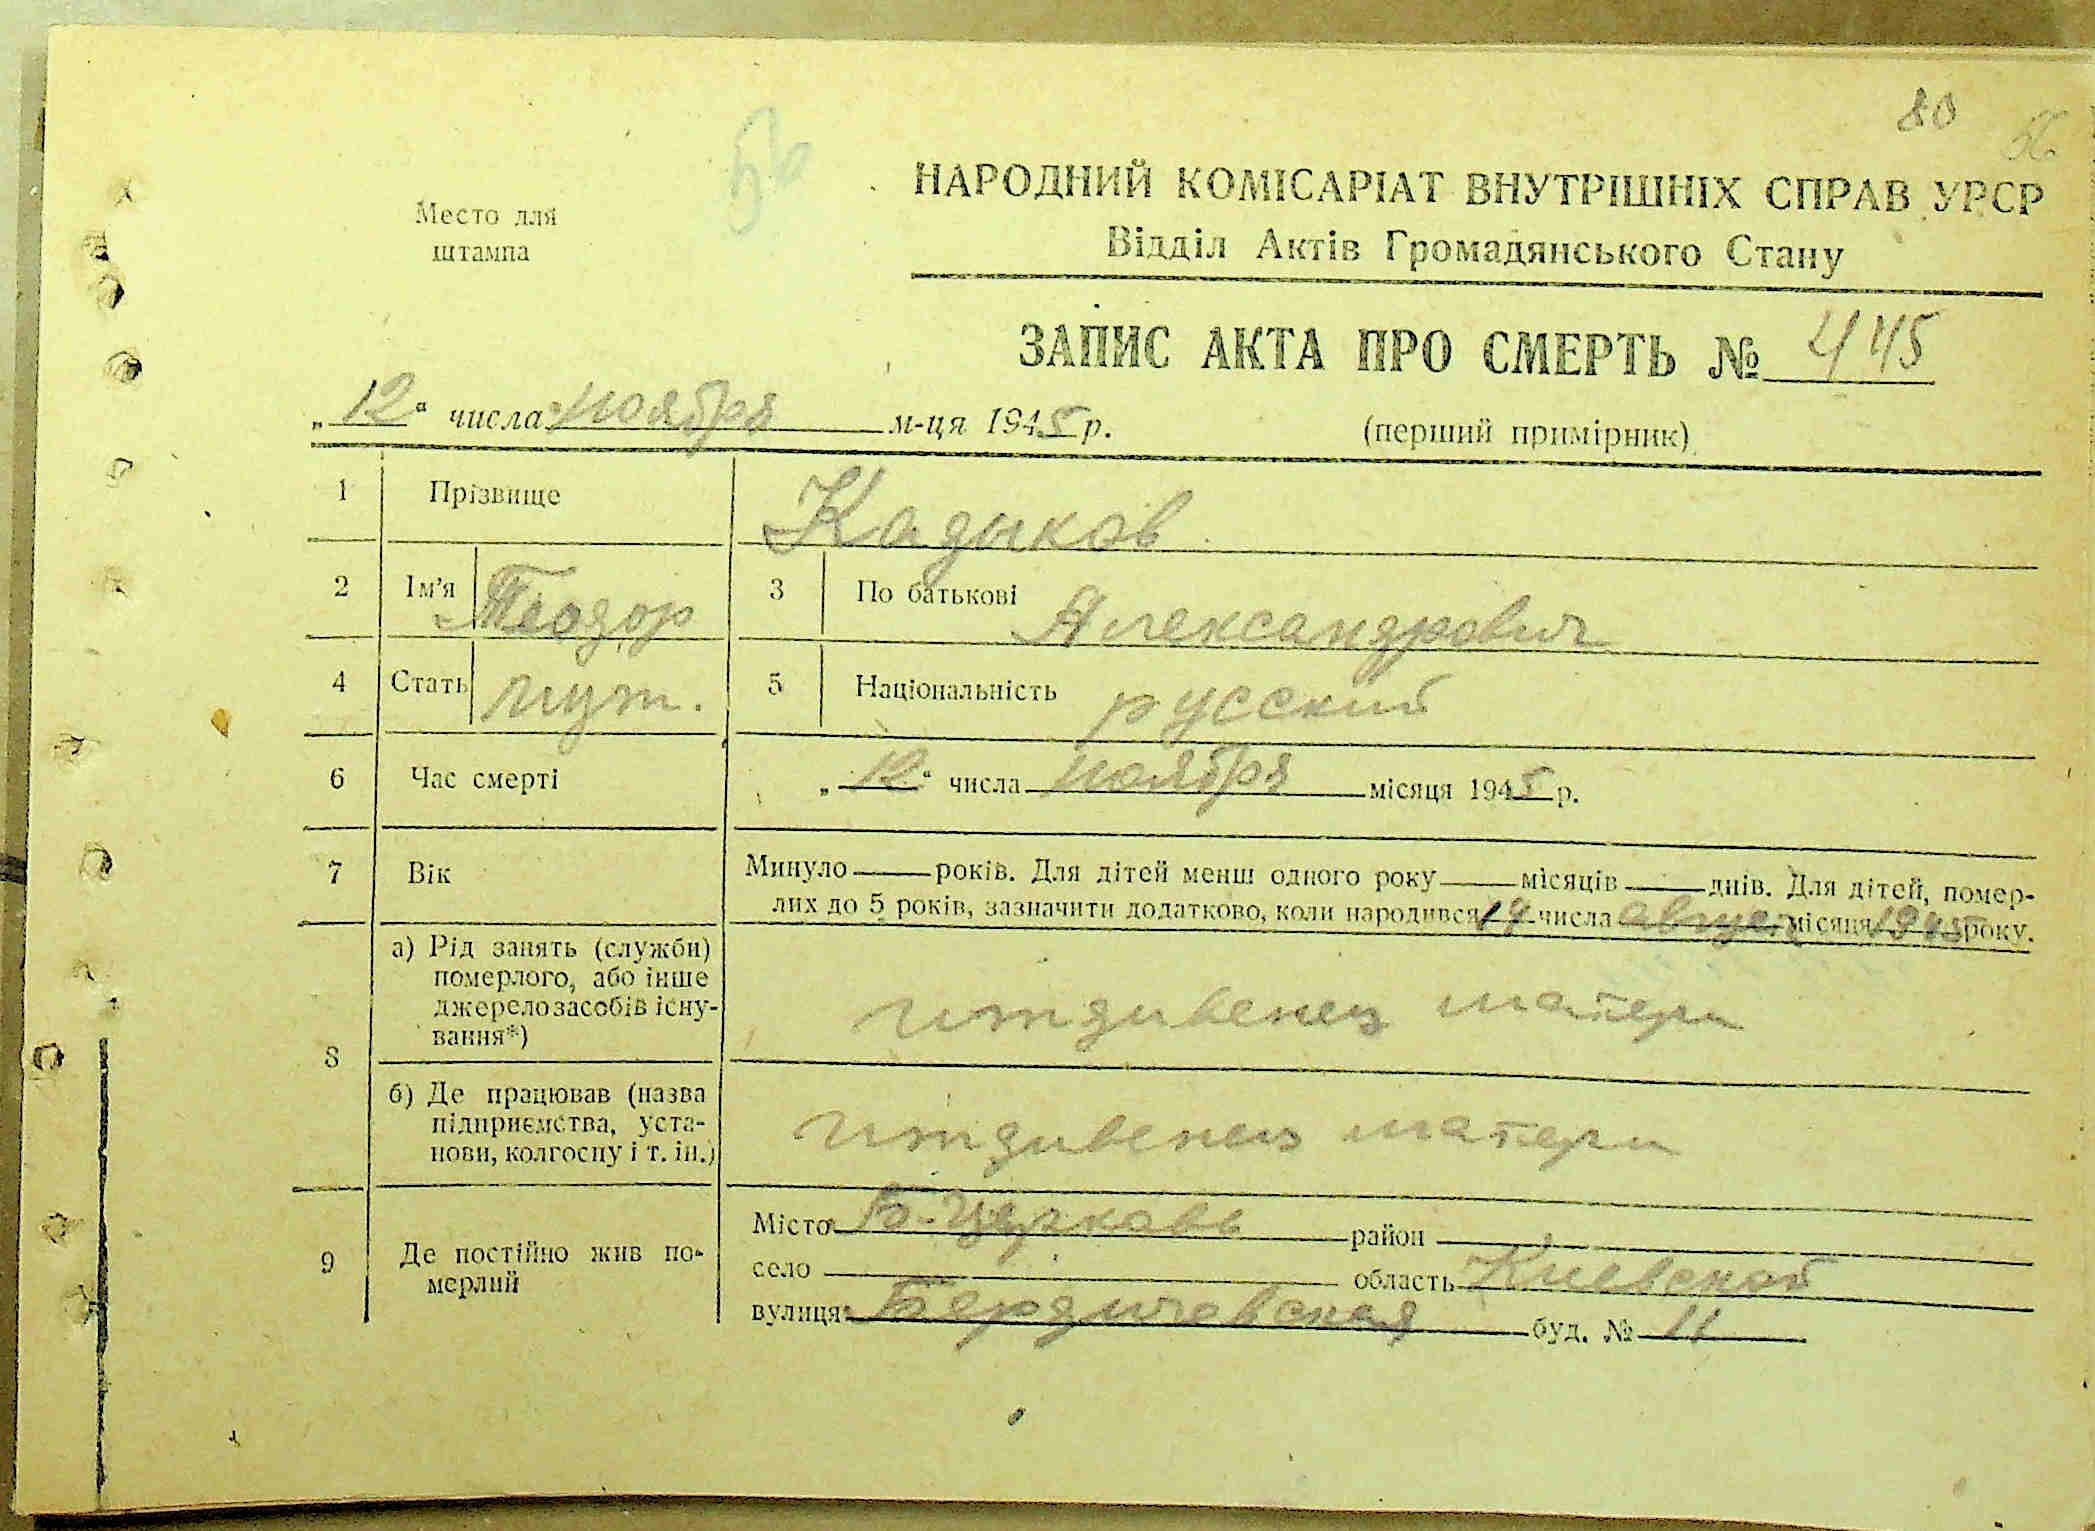 80
56
56
Место для
штампа
НАРОДНИЙ КОМІСАРІАТ ВНУТРІШНІХ СПРАВ УРСР
Відділ Актів Громадянського Стану
ЗАПИС АКТА ПРО СМЕРТЬ № 445
„12“ числа ноября м-ця 1945 р.
(перший примірник)
1 Прізвище Кадыков
2 Ім’я Теодор 3 По батькові Александрович
4 Стать муж. 5 Національність русский
6 Час смерті „12“ числа ноября місяця 1945 р.
7 Вік Минуло років. Для дітей менш одного року місяців днів. Для дітей, помер-
лих до 5 років, зазначити додатково, коли народився числа август місяця 1945 року.
8 а) Рід занять (служби)
померлого, або інше
джерело засобів існу-
вання*)
иждивенец матери
б) Де працював (назва
підприємства, уста-
нови, колгоспу і т. ін.)
иждивенец матери
9 Де постійно жив по-
мерлий
Місто Б-Церковь район
село область Киевской
вулиця Бердичевская буд. № 11